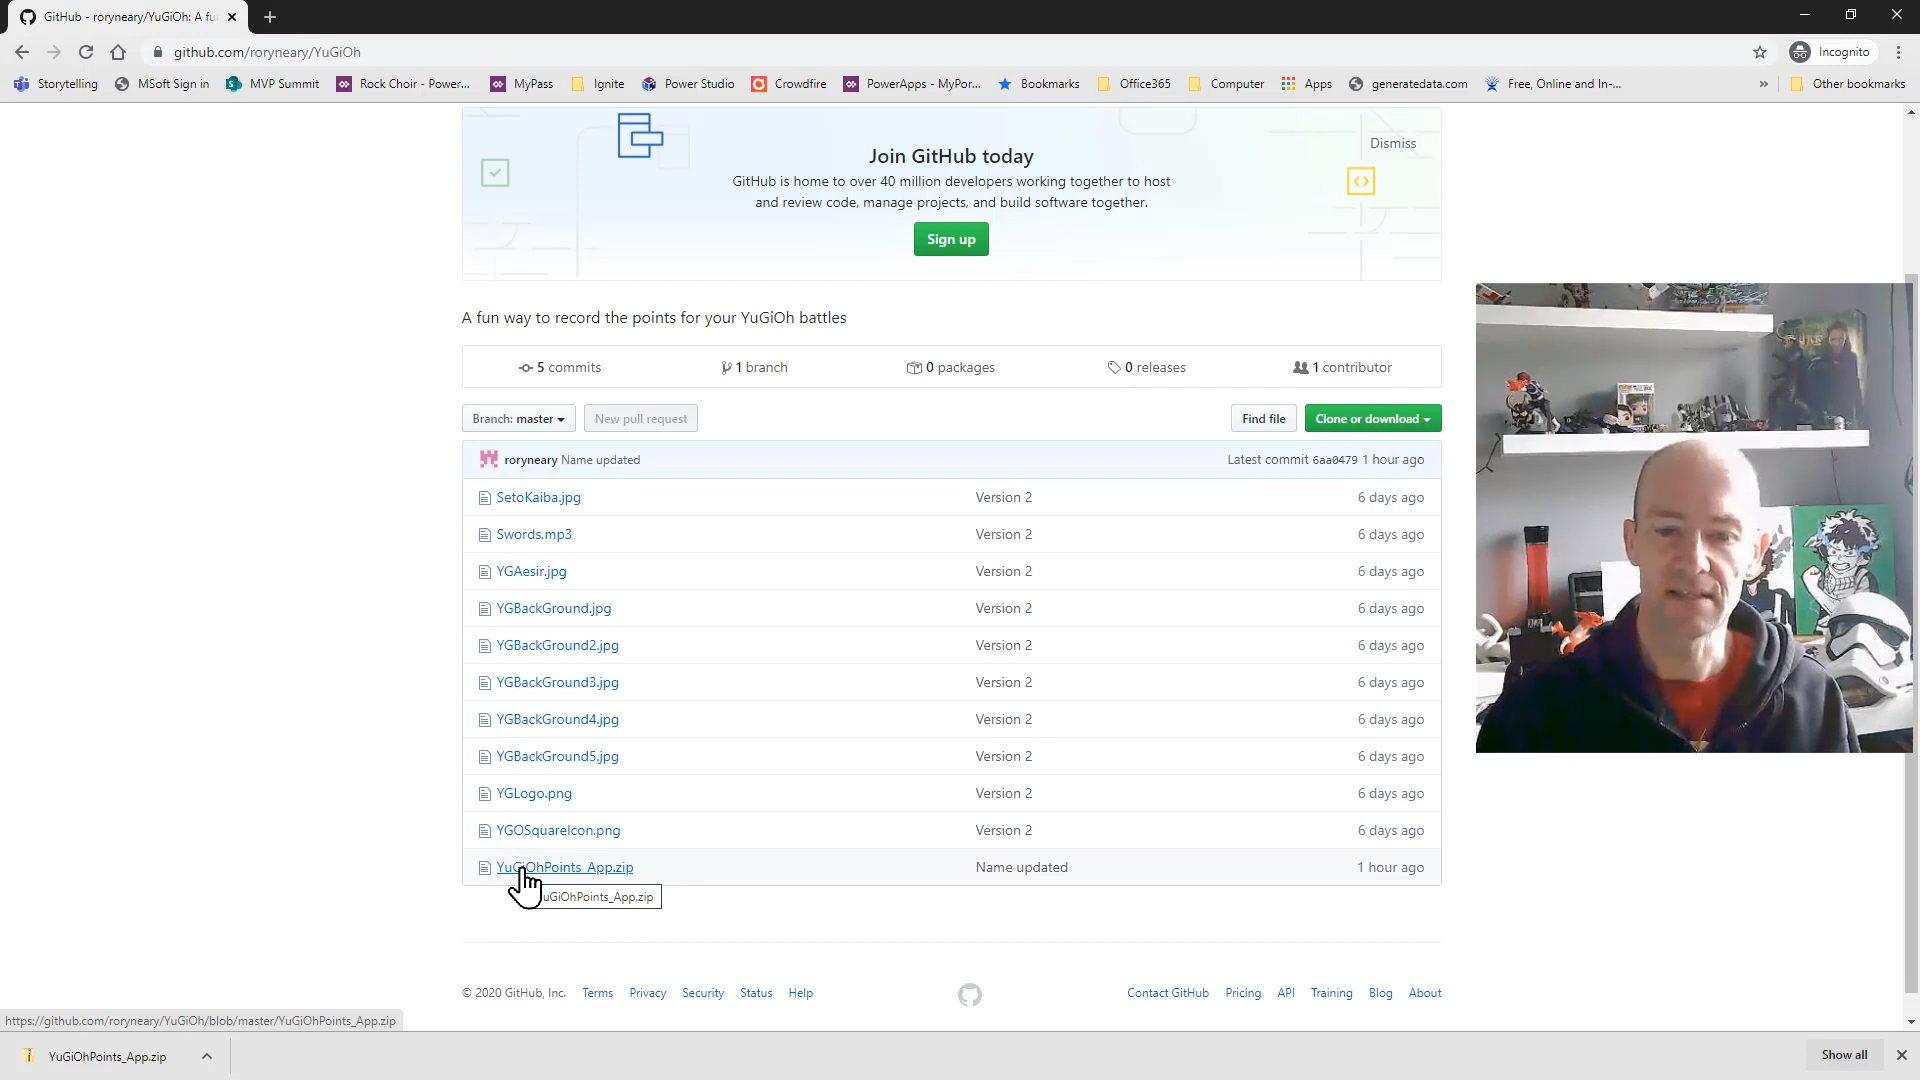 GitHub - roryneary/YuGiOh: A fu
github.com/roryneary/YuGiOh
Incognito
Storytelling
MSoft Sign in
MVP Summit
Rock Choir - Power...
MyPass
Ignite
Power Studio
Crowdfire
PowerApps - MyPor...
Bookmarks
Office365
Computer
Apps
generatedata.com
Free, Online and In-...
»
Other bookmarks
Join GitHub today
Dismiss
GitHub is home to over 40 million developers working together to host
and review code, manage projects, and build software together.
Sign up
A fun way to record the points for your YuGiOh battles
5 commits
1 branch
0 packages
0 releases
1 contributor
Branch: master
New pull request
Find file
Clone or download
roryneary Name updated
Latest commit 6aa0479 1 hour ago
SetoKaiba.jpg Version 2 6 days ago
Swords.mp3 Version 2 6 days ago
YGAesir.jpg Version 2 6 days ago
YGBackGround.jpg Version 2 6 days ago
YGBackGround2.jpg Version 2 6 days ago
YGBackGround3.jpg Version 2 6 days ago
YGBackGround4.jpg Version 2 6 days ago
YGBackGround5.jpg Version 2 6 days ago
YGLogo.png Version 2 6 days ago
YGOSquareIcon.png Version 2 6 days ago
YuGiOhPoints_App.zip Name updated 1 hour ago
uGiOhPoints_App.zip
© 2020 GitHub, Inc.
Terms
Privacy
Security
Status
Help
Contact GitHub
Pricing
API
Training
Blog
About
https://github.com/roryneary/YuGiOh/blob/master/YuGiOhPoints_App.zip
YuGiOhPoints_App.zip
Show all